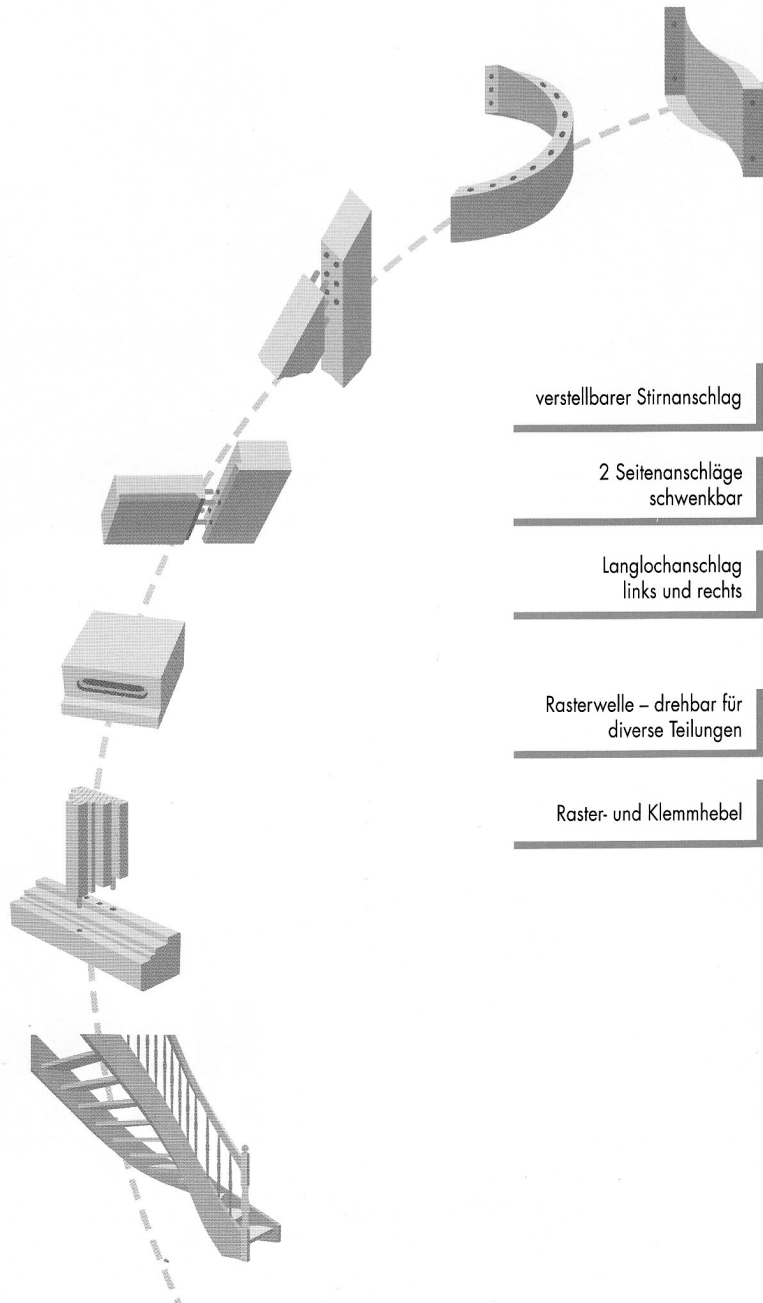 verstellbarer Stirnanschlag
2 Seitenanschläge
schwenkbar
Langlochanschlag
links und rechts
Rasterwelle – drehbar für
diverse Teilungen
Raster- und Klemmhebel